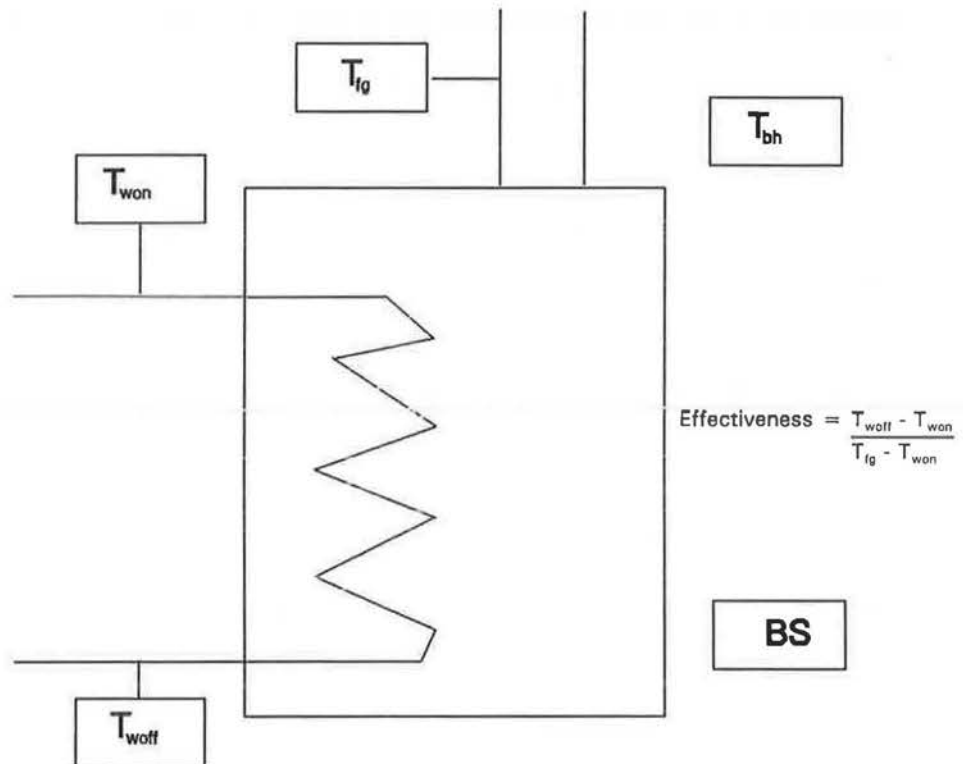 T_fg
T_bh
T_won
Effectiveness = T_woff - T_won
T_fg - T_won
BS
T_woff